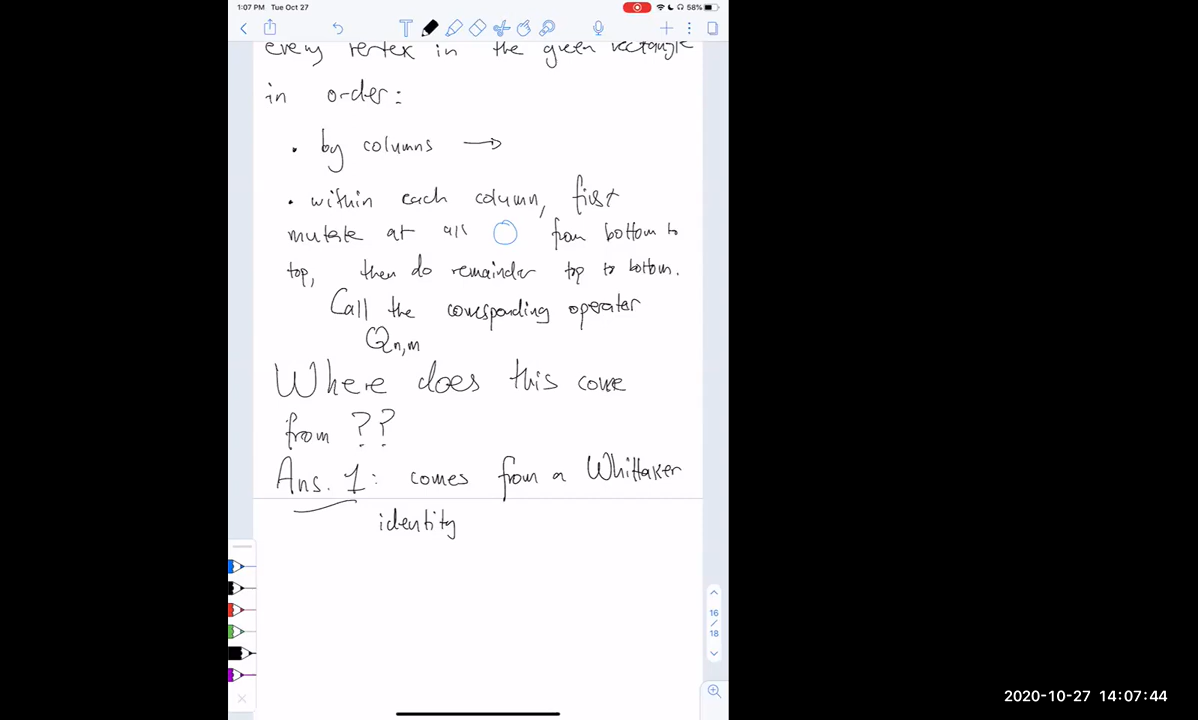 1:07 PM Tue Oct 27
58%
every vertex in the green rectangle
in order:
• by columns →
• within each column, first
mutate at all ○ from bottom to
top, then do remainder top to bottom.
Call the corresponding operator
Qn,m
Where does this come
from ??
Ans. 1: comes from a Whittaker
identity
16
/
18
2020-10-27 14:07:44